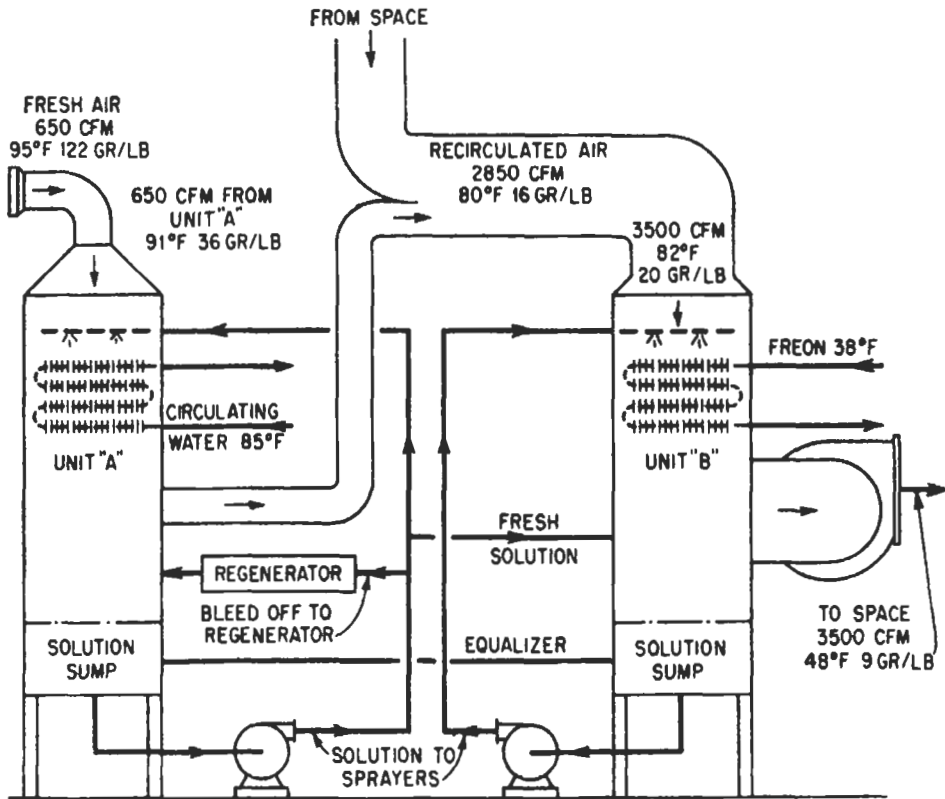 FROM SPACE
FRESH AIR
650 CFM
95°F 122 GR/LB
650 CFM FROM
UNIT "A"
91°F 36 GR/LB
RECIRCULATED AIR
2850 CFM
80°F 16 GR/LB
3500 CFM
82°F
20 GR/LB
FREON 38°F
CIRCULATING
WATER 85°F
UNIT "A"
UNIT "B"
FRESH
SOLUTION
REGENERATOR
BLEED OFF TO
REGENERATOR
EQUALIZER
SOLUTION
SUMP
SOLUTION
SUMP
TO SPACE
3500 CFM
48°F 9 GR/LB
SOLUTION TO
SPRAYERS